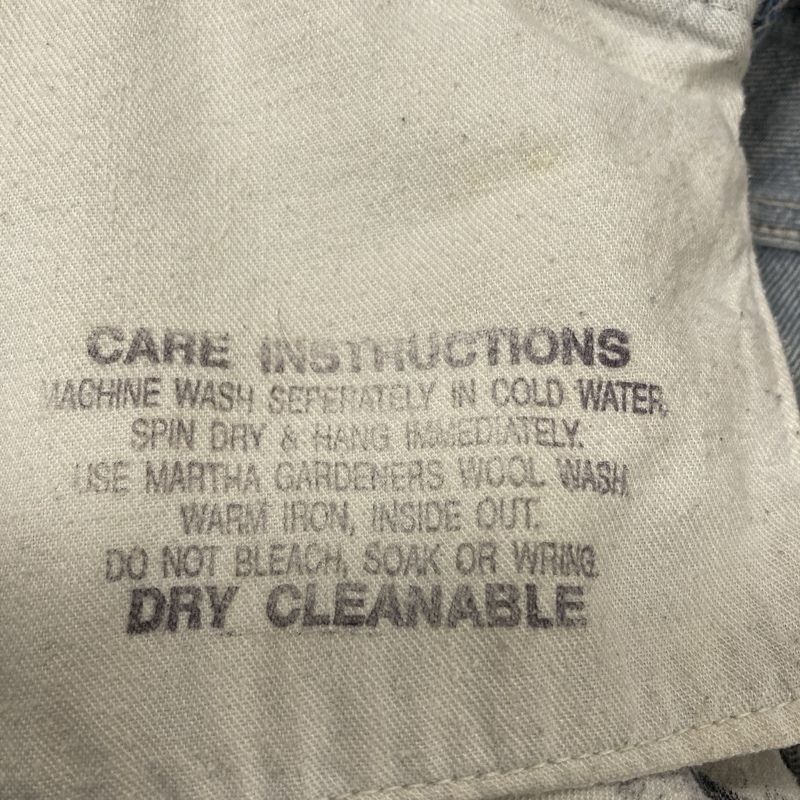 CARE INSTRUCTIONS
MACHINE WASH SEPERATELY IN COLD WATER,
SPIN DRY & HANG IMMEDIATELY.
USE MARTHA GARDENERS WOOL WASH.
WARM IRON, INSIDE OUT.
DO NOT BLEACH, SOAK OR WRING.
DRY CLEANABLE